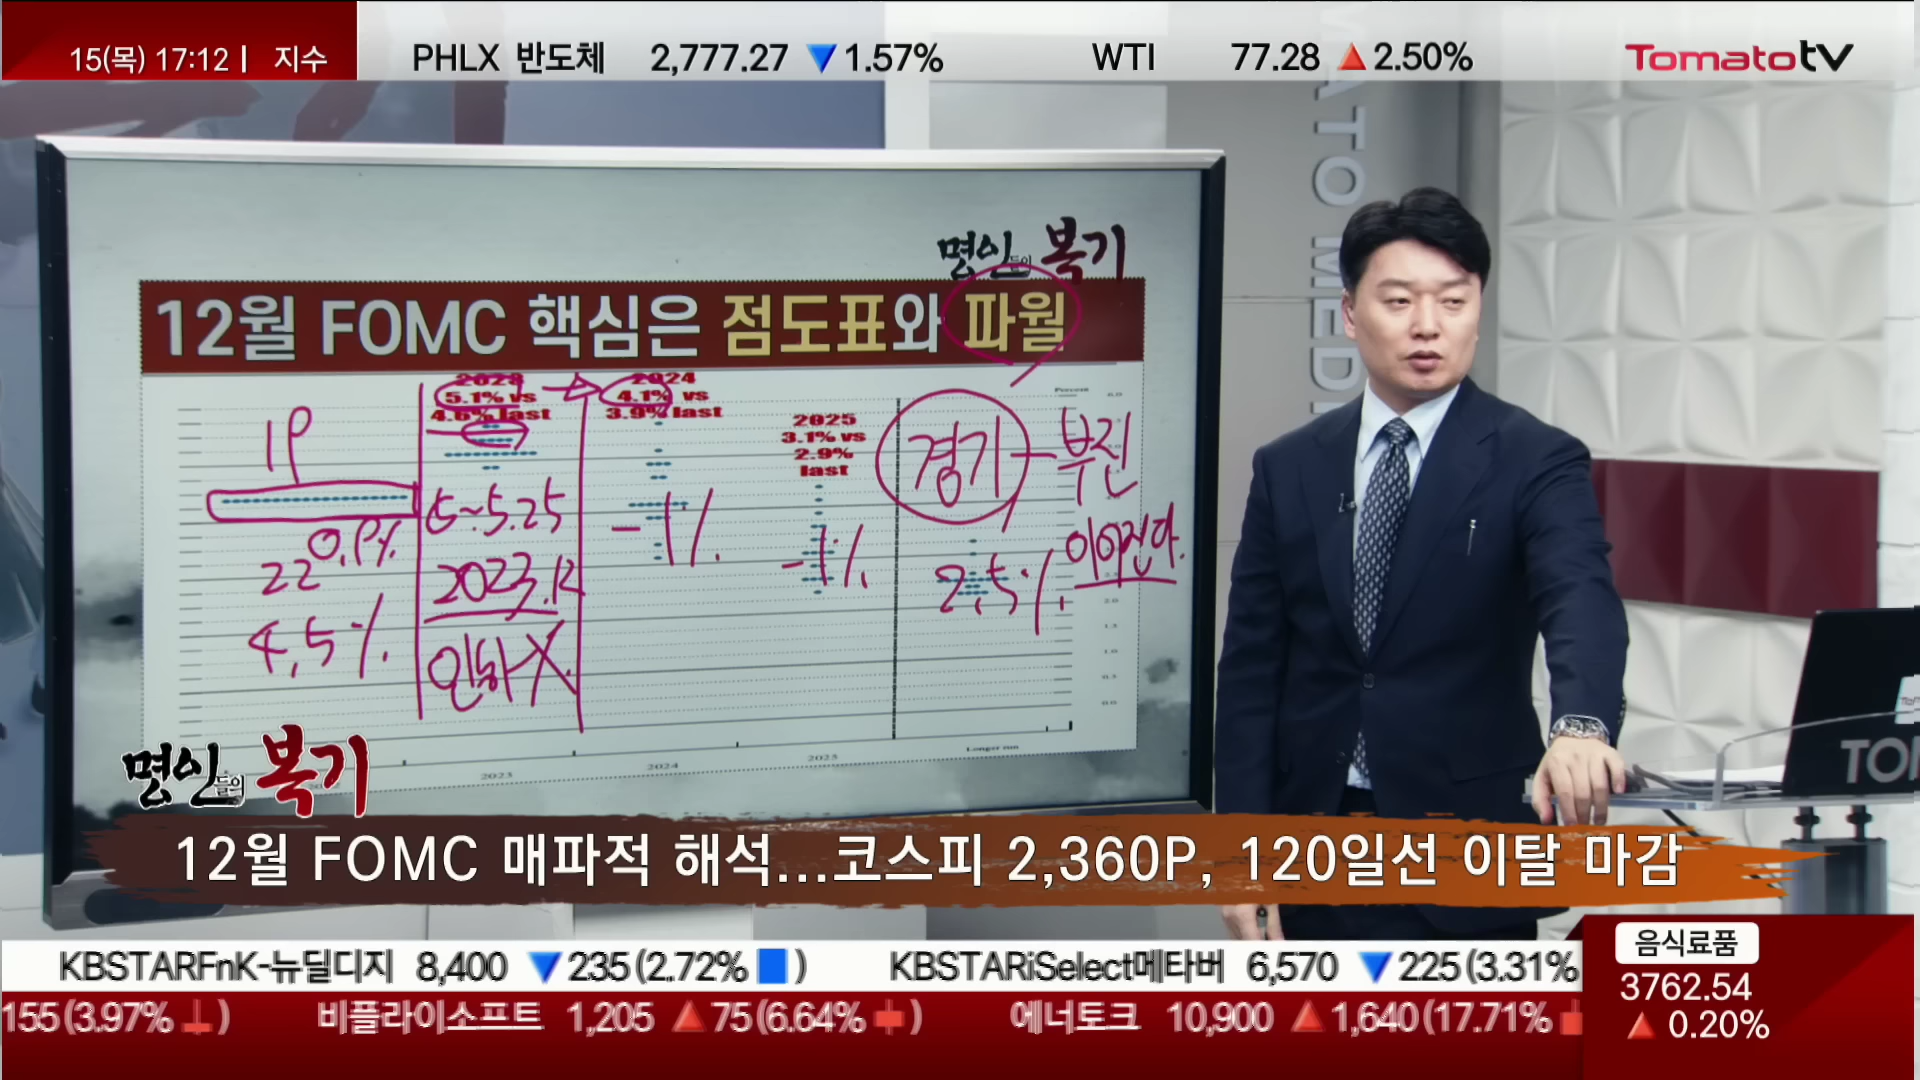 15(목) 17:12 | 지수
PHLX 반도체 2,777.27 ▼1.57%
WTI 77.28 ▲2.50%
Tomatotv
명인들의 복기
12월 FOMC 핵심은 점도표와 파월
2023
5.1% vs
4.6% last
2024
4.1% vs
3.9% last
2025
3.1% vs
2.9%
last
Percent
1P
0.1%
22
4.5%
5~5.25
2023.12
인하X
-1%
-1%
2.5%
경기 - 부진
2023
2024
2025
Longer run
명인들의 복기
12월 FOMC 매파적 해석...코스피 2,360P, 120일선 이탈 마감
KBSTARFnK-뉴딜디지 8,400 ▼235(2.72% )
KBSTARiSelect메타버 6,570 ▼225(3.31%
155(3.97% )
비플라이소프트 1,205 ▲75(6.64% )
에너토크 10,900 ▲1,640(17.71%
음식료품
3762.54
▲0.20%